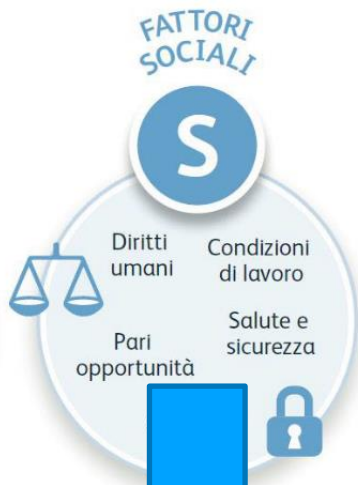 FATTORI
SOCIALI
S
Diritti
umani
Condizioni
di lavoro
Pari
opportunità
Salute e
sicurezza